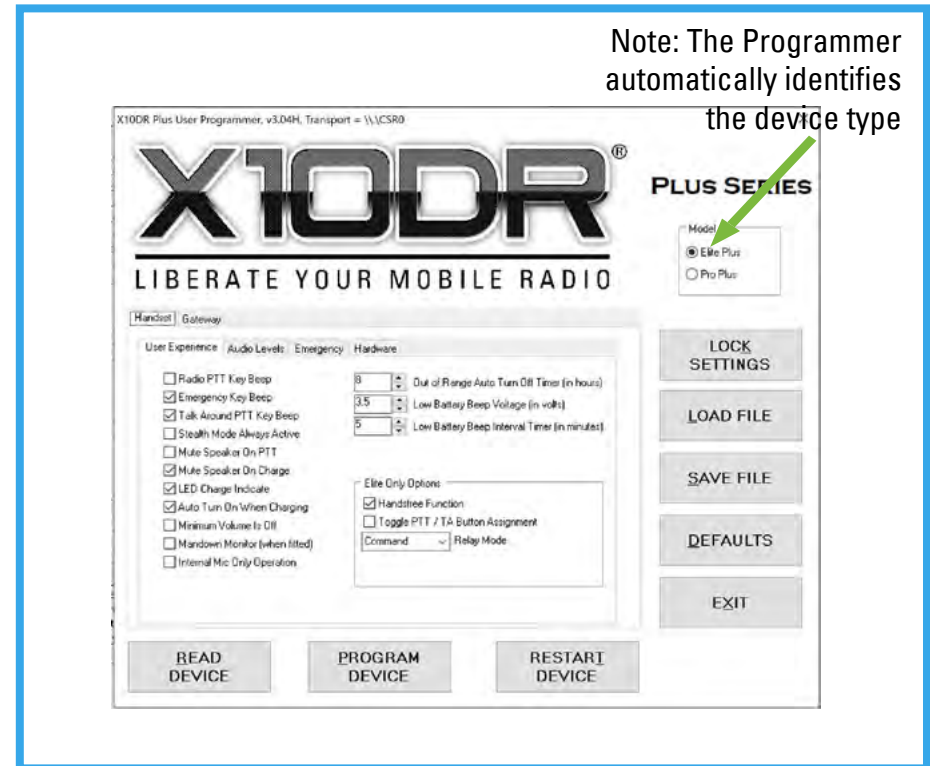 Note: The Programmer
automatically identifies
the device type
X10DR Plus User Programmer, v3.04H, Transport = \\.\CSR0
X10DR®
PLUS SERIES
LIBERATE YOUR MOBILE RADIO
Model
Elite Plus
Pro Plus
Handset Gateway
User Experience Audio Levels Emergency Hardware
Radio PTT Key Beep
Emergency Key Beep
Talk Around PTT Key Beep
Stealth Mode Always Active
Mute Speaker On PTT
Mute Speaker On Charge
LED Charge Indicate
Auto Turn On When Charging
Minimum Volume Is Off
Mandown Monitor (when fitted)
Internal Mic Only Operation
8 Out of Range Auto Turn Off Timer (in hours)
3.5 Low Battery Beep Voltage (in volts)
5 Low Battery Beep Interval Timer (in minutes)
Elite Only Options
Handsfree Function
Toggle PTT / TA Button Assignment
Command Relay Mode
LOCK
SETTINGS
LOAD FILE
SAVE FILE
DEFAULTS
EXIT
READ
DEVICE
PROGRAM
DEVICE
RESTART
DEVICE